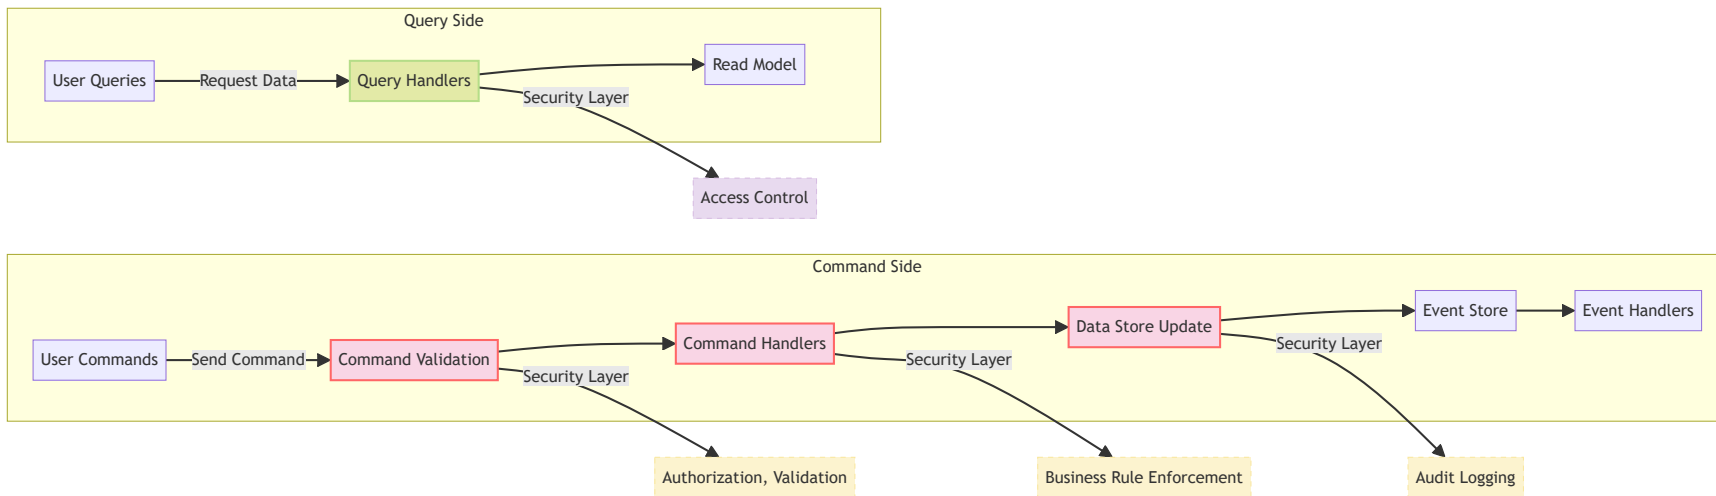 Query Side
User Queries
Request Data
Query Handlers
Read Model
Security Layer
Access Control
Command Side
User Commands
Send Command
Command Validation
Security Layer
Command Handlers
Security Layer
Data Store Update
Security Layer
Event Store
Event Handlers
Authorization, Validation
Business Rule Enforcement
Audit Logging